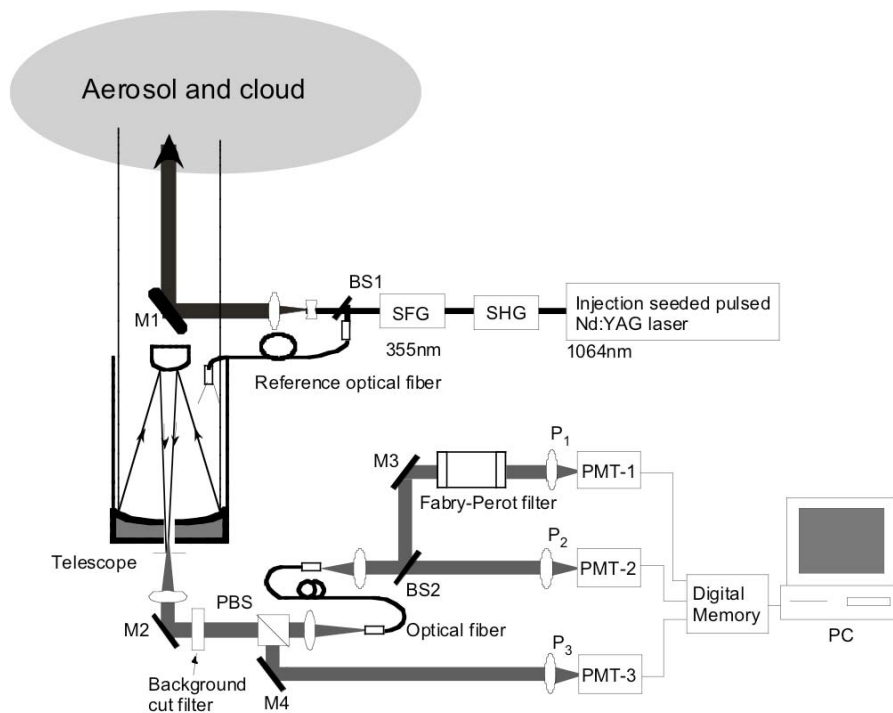 Aerosol and cloud
BS1
M1
SFG
SHG
Injection seeded pulsed
Nd:YAG laser
355nm
1064nm
Reference optical fiber
M3
P1
PMT-1
Fabry-Perot filter
P2
PMT-2
BS2
Telescope
PBS
Digital
Memory
PC
M2
Optical fiber
P3
PMT-3
Background
cut filter
M4